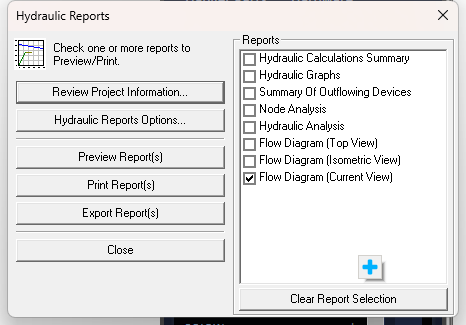 Hydraulic Reports
Check one or more reports to
Preview/Print.
Review Project Information...
Hydraulic Reports Options...
Preview Report(s)
Print Report(s)
Export Report(s)
Close
Reports
Hydraulic Calculations Summary
Hydraulic Graphs
Summary Of Outflowing Devices
Node Analysis
Hydraulic Analysis
Flow Diagram (Top View)
Flow Diagram (Isometric View)
Flow Diagram (Current View)
Clear Report Selection